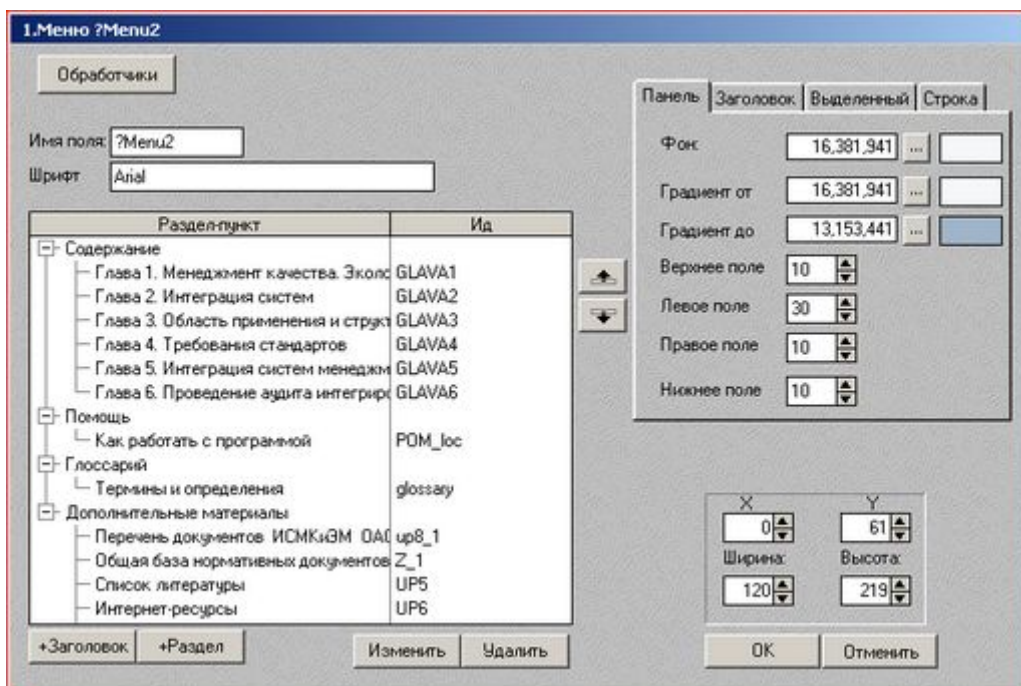 1.Меню ?Menu2
Обработчики
Имя поля: ?Menu2
Шрифт Arial
Раздел-пункт Ид
Содержание
Глава 1. Менеджмент качества. Эколо GLAVA1
Глава 2. Интеграция систем GLAVA2
Глава 3. Область применения и структ GLAVA3
Глава 4. Требования стандартов GLAVA4
Глава 5. Интеграция систем менеджм GLAVA5
Глава 6. Проведение аудита интегриро GLAVA6
Помощь
Как работать с программой POM_loc
Глоссарий
Термины и определения glossary
Дополнительные материалы
Перечень документов ИСМКиЭМ ОАО up8_1
Общая база нормативных документов Z_1
Список литературы UP5
Интернет-ресурсы UP6
+Заголовок +Раздел Изменить Удалить
Панель Заголовок Выделенный Строка
Фон: 16,381,941 ...
Градиент от 16,381,941 ...
Градиент до 13,153,441 ...
Верхнее поле 10
Левое поле 30
Правое поле 10
Нижнее поле 10
X Y
0 61
Ширина: Высота:
120 219
OK Отменить